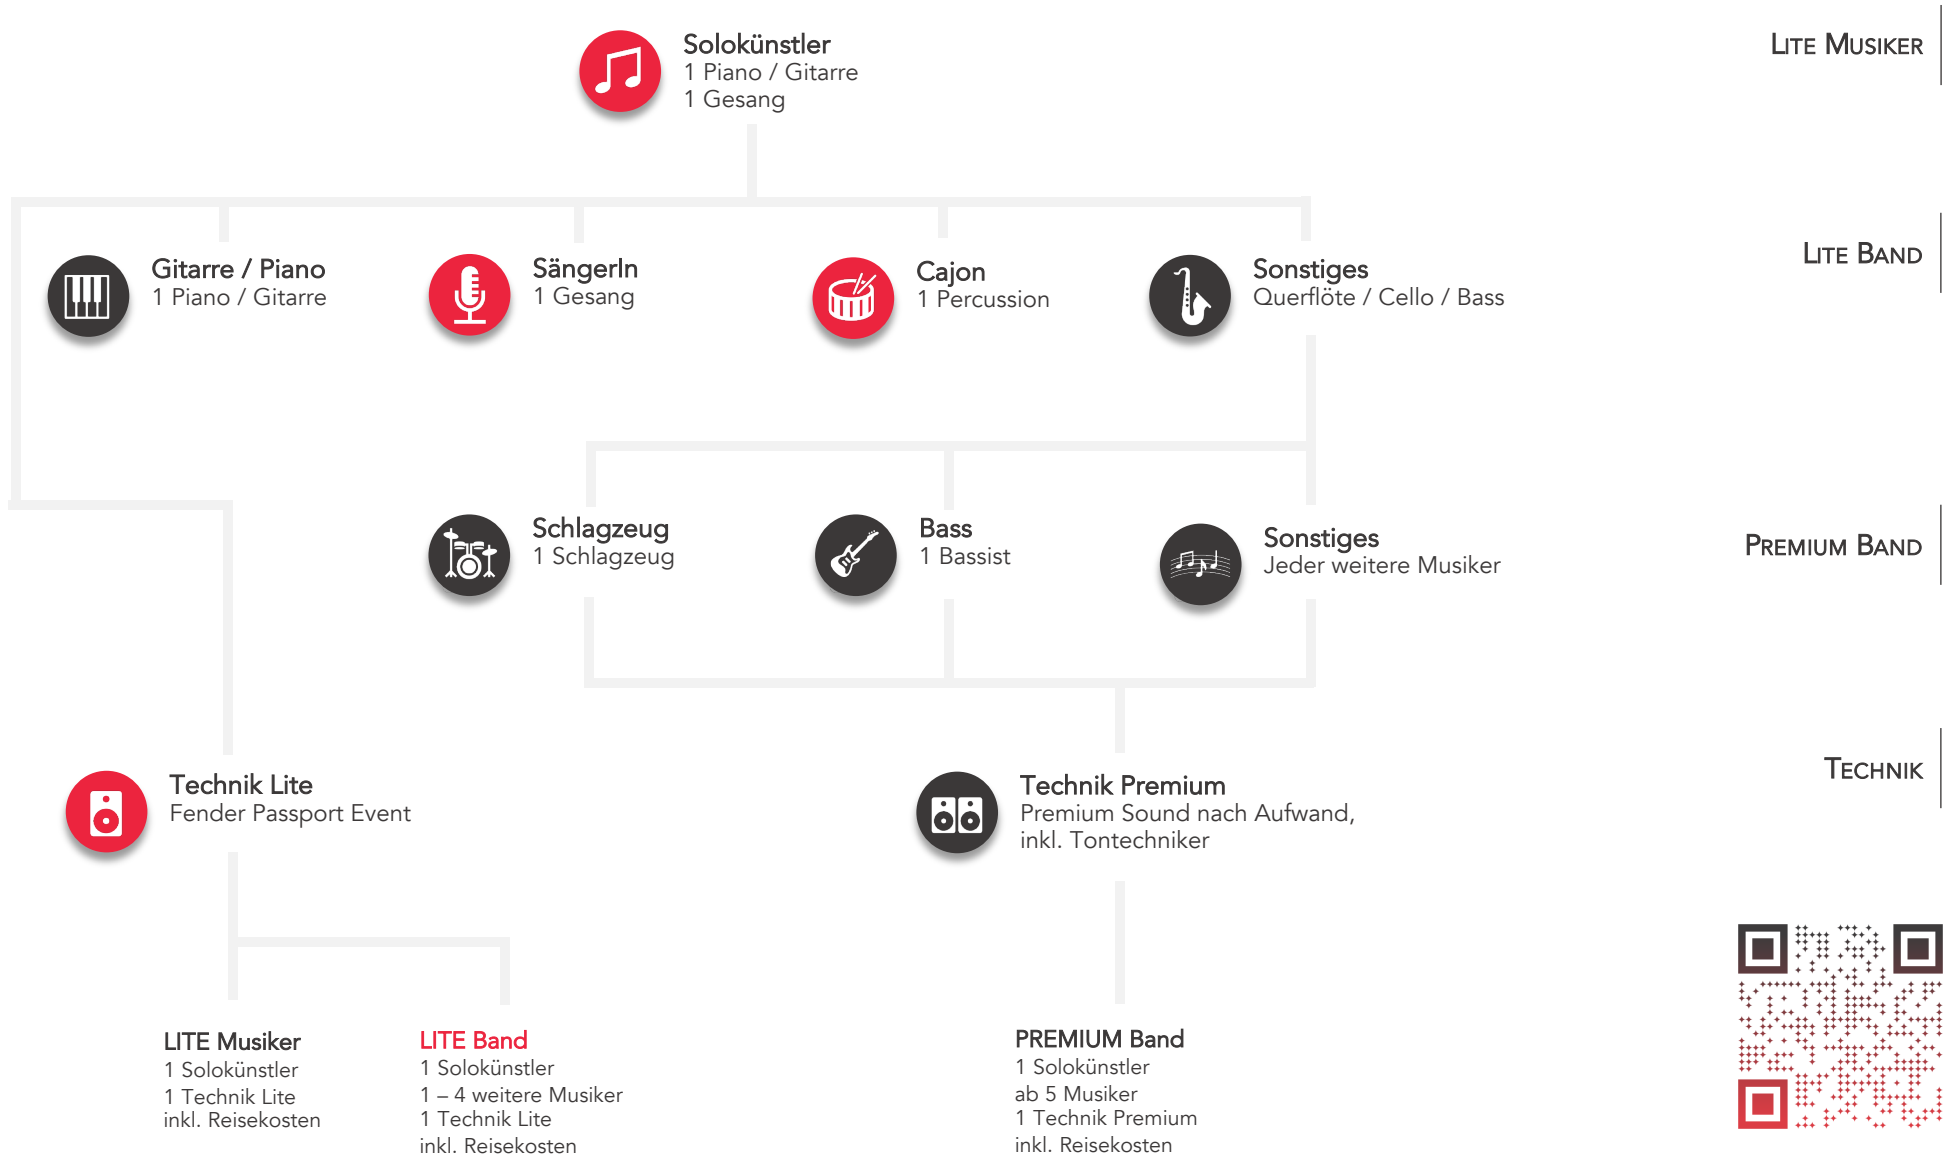 Solokünstler
1 Piano / Gitarre
1 Gesang
LITE MUSIKER
Gitarre / Piano
1 Piano / Gitarre
SängerIn
1 Gesang
Cajon
1 Percussion
Sonstiges
Querflöte / Cello / Bass
LITE BAND
Schlagzeug
1 Schlagzeug
Bass
1 Bassist
Sonstiges
Jeder weitere Musiker
PREMIUM BAND
Technik Lite
Fender Passport Event
Technik Premium
Premium Sound nach Aufwand,
inkl. Tontechniker
TECHNIK
LITE Musiker
1 Solokünstler
1 Technik Lite
inkl. Reisekosten
LITE Band
1 Solokünstler
1 – 4 weitere Musiker
1 Technik Lite
inkl. Reisekosten
PREMIUM Band
1 Solokünstler
ab 5 Musiker
1 Technik Premium
inkl. Reisekosten